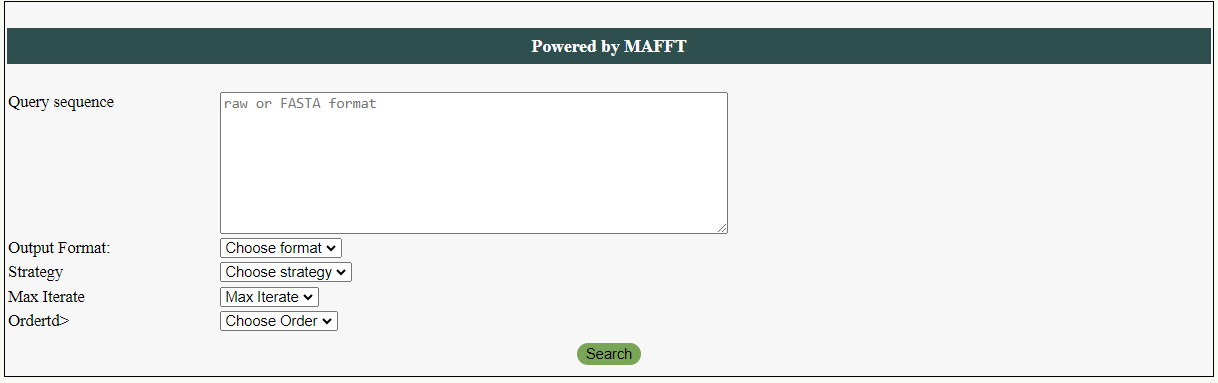 Powered by MAFFT
Query sequence
raw or FASTA format
Output Format: Choose format
Strategy Choose strategy
Max Iterate Max Iterate
Ordertd> Choose Order
Search